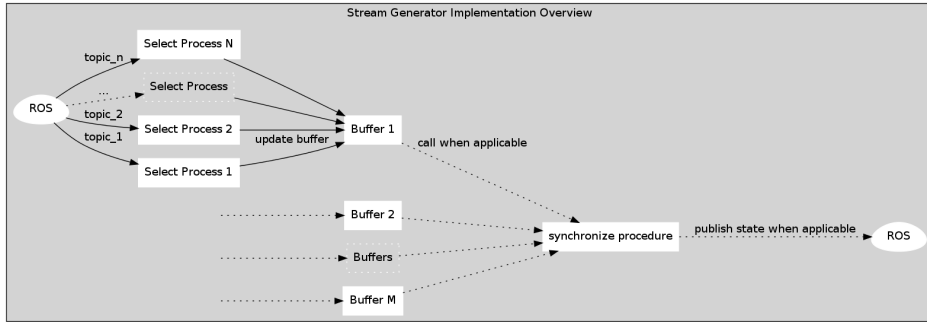 Stream Generator Implementation Overview
Select Process N
topic_n
Select Process
...
ROS
topic_2
Select Process 2
update buffer
Buffer 1
topic_1
Select Process 1
call when applicable
Buffer 2
synchronize procedure
publish state when applicable
ROS
Buffers
Buffer M